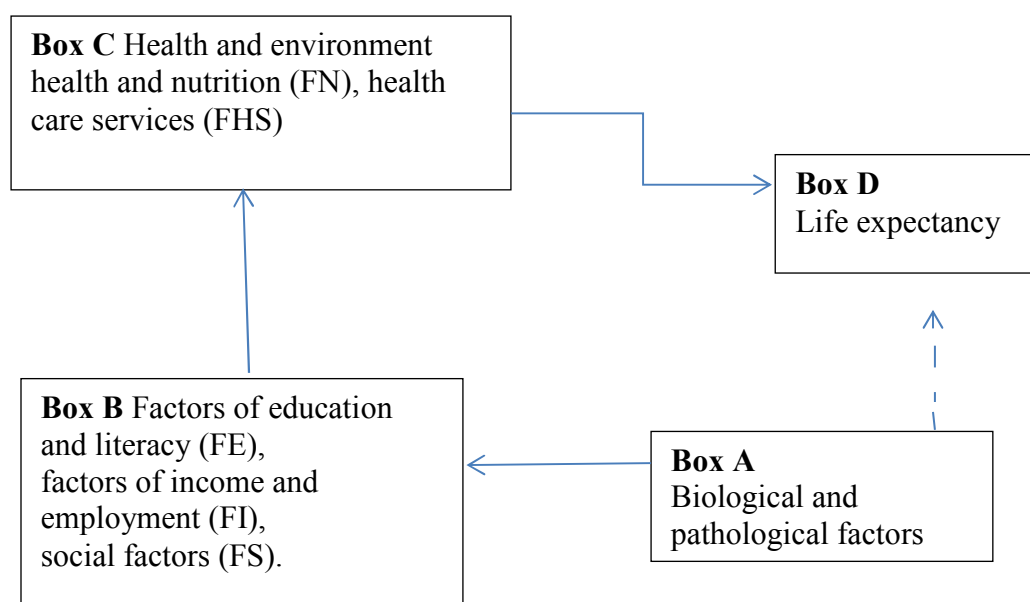 Box C Health and environment
health and nutrition (FN), health
care services (FHS)
Box D
Life expectancy
Box B Factors of education
and literacy (FE),
factors of income and
employment (FI),
social factors (FS).
Box A
Biological and
pathological factors